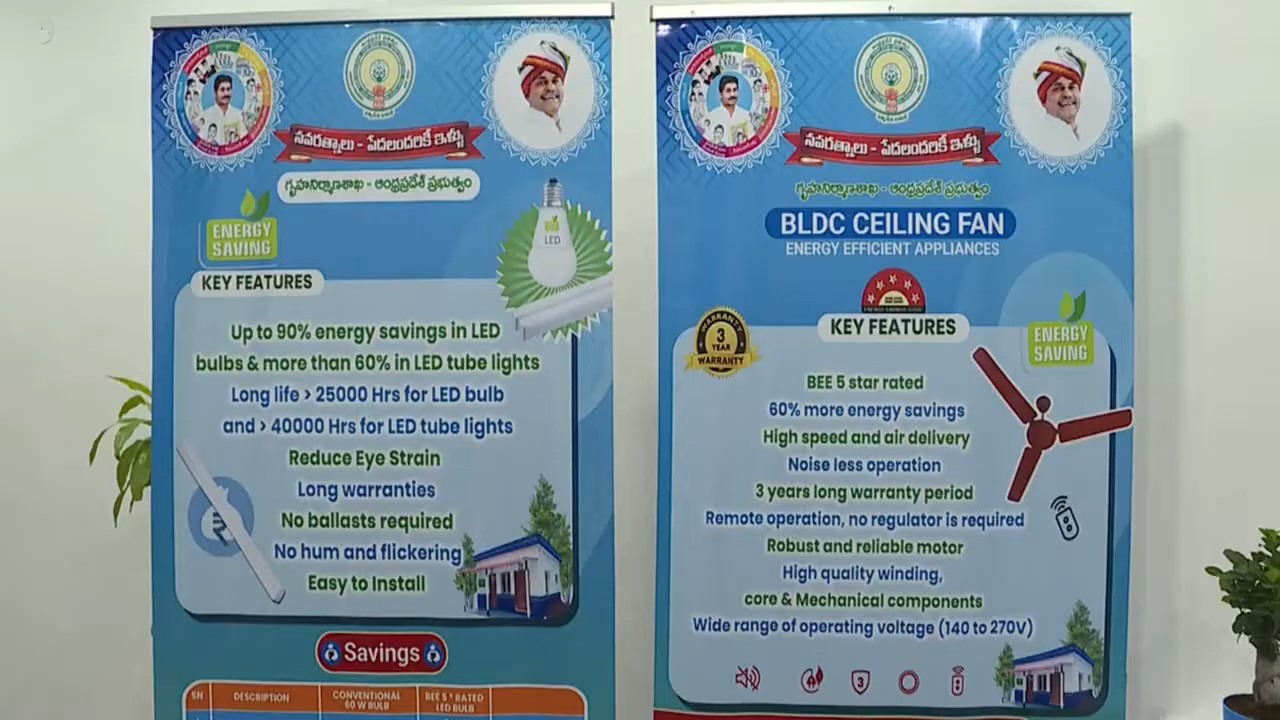 నవరత్నాలు - పేదలందరికీ ఇళ్ళు
గృహనిర్మాణశాఖ - ఆంధ్రప్రదేశ్ ప్రభుత్వం
ENERGY
SAVING
LED
KEY FEATURES
Up to 90% energy savings in LED
bulbs & more than 60% in LED tube lights
Long life > 25000 Hrs for LED bulb
and > 40000 Hrs for LED tube lights
Reduce Eye Strain
Long warranties
No ballasts required
No hum and flickering
Easy to Install
₹
Savings
SN
DESCRIPTION
CONVENTIONAL
60 W BULB
BEE 5 * RATED
LED BULB
నవరత్నాలు - పేదలందరికీ ఇళ్ళు
గృహనిర్మాణశాఖ - ఆంధ్రప్రదేశ్ ప్రభుత్వం
BLDC CEILING FAN
ENERGY EFFICIENT APPLIANCES
WARRANTY
3
YEAR
WARRANTY
KEY FEATURES
ENERGY
SAVING
BEE 5 star rated
60% more energy savings
High speed and air delivery
Noise less operation
3 years long warranty period
Remote operation, no regulator is required
Robust and reliable motor
High quality winding,
core & Mechanical components
Wide range of operating voltage (140 to 270V)
3